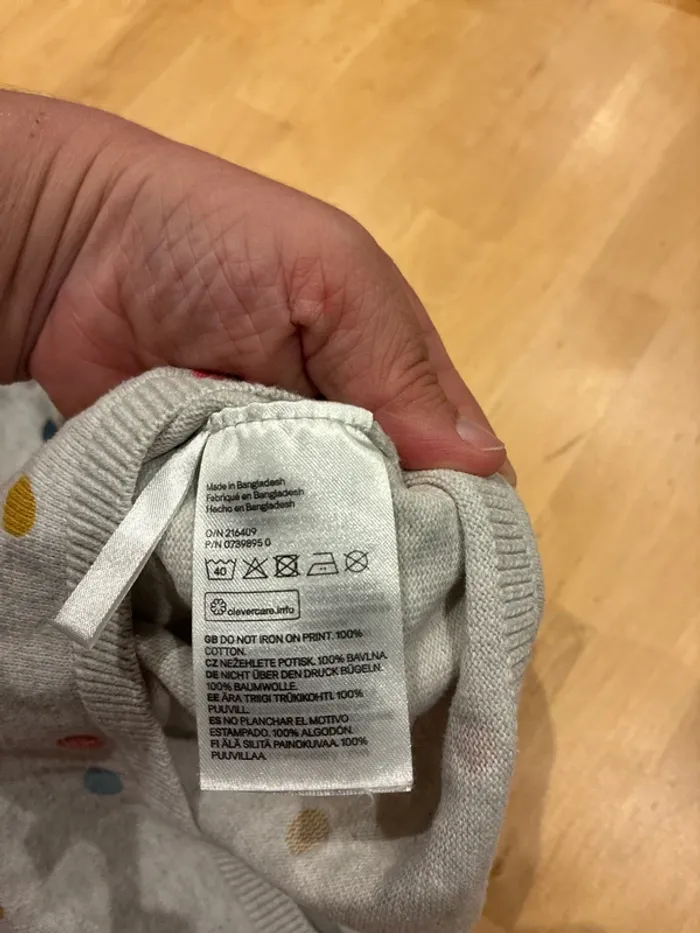 Made in Bangladesh
Fabriqué en Bangladesh
Hecho en Bangladesh
O/N 216409
P/N 0739895 0
40
clevercare.info
GB DO NOT IRON ON PRINT. 100%
COTTON.
CZ NEŽEHLETE POTISK. 100% BAVLNA.
DE NICHT ÜBER DEN DRUCK BÜGELN.
100% BAUMWOLLE.
EE ÄRA TRIIGI TRÜKIKOHTI. 100%
PUUVILL.
ES NO PLANCHAR EL MOTIVO
ESTAMPADO. 100% ALGODÓN.
FI ÄLÄ SILITÄ PAINOKUVAA. 100%
PUUVILLAA.